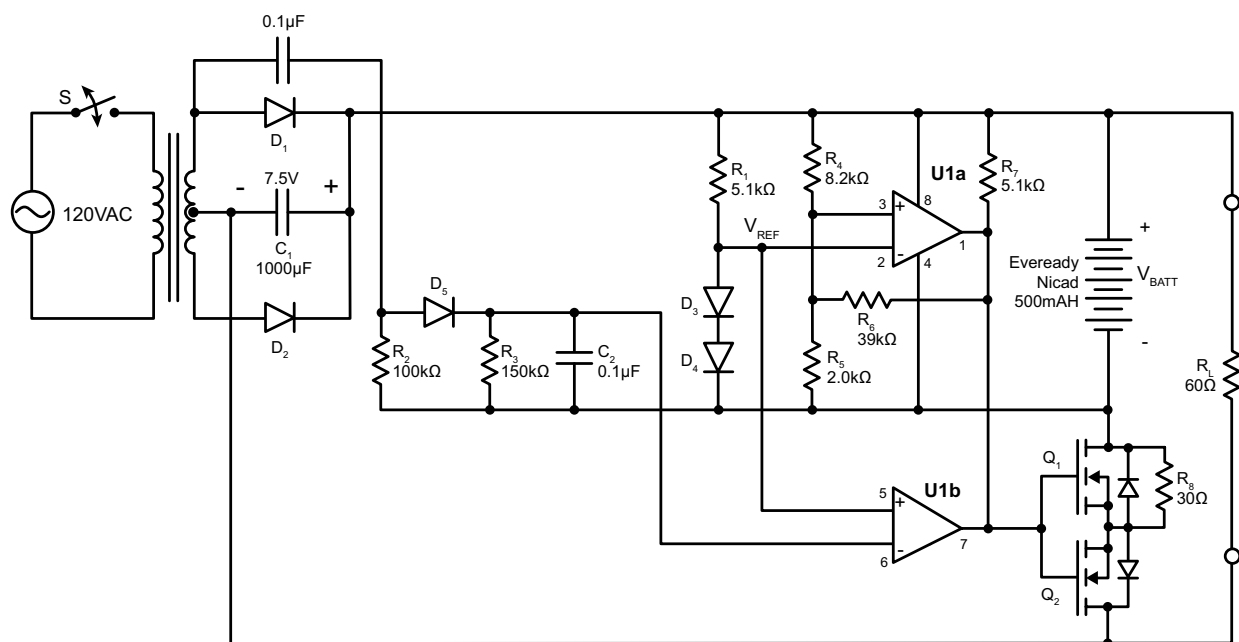 0.1µF
S
D1
120VAC
-
7.5V
+
C1
1000µF
D2
D5
R2
100kΩ
R3
150kΩ
C2
0.1µF
R1
5.1kΩ
VREF
D3
D4
R4
8.2kΩ
3
+
2
-
U1a
8
4
1
R7
5.1kΩ
R6
39kΩ
R5
2.0kΩ
Eveready
Nicad
500mAH
+
VBATT
-
RL
60Ω
U1b
5
+
6
-
7
Q1
Q2
R8
30Ω